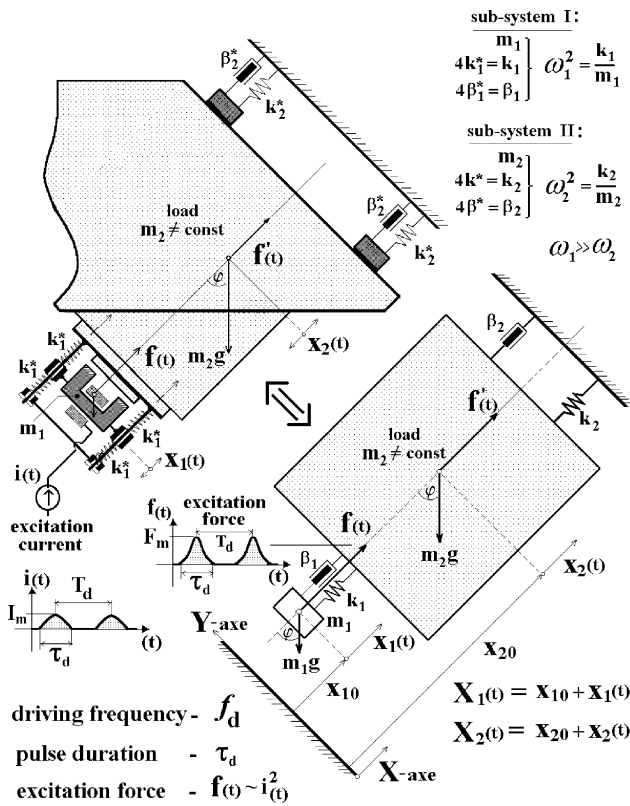 sub-system I:
m₁
4k₁* = k₁
4β₁* = β₁
ω₁² = k₁/m₁
sub-system II:
m₂
4k* = k₂
4β* = β₂
ω₂² = k₂/m₂
ω₁ >> ω₂
β₂*
k₂*
β₂*
k₂*
load
m₂ ≠ const
f'(t)
φ
m₂g
x₂(t)
k₁*
k₁*
f(t)
m₁
k₁*
k₁*
x₁(t)
i(t)
excitation
current
β₂
k₂
f'(t)
load
m₂ ≠ const
φ
m₂g
x₂(t)
f(t)
excitation
force
Fm
Td
τd
(t)
f(t)
β₁
k₁
m₁
φ
m₁g
x₁(t)
x₁₀
x₂₀
i(t)
Im
Td
τd
(t)
Y-axe
X-axe
X₁(t) = x₁₀ + x₁(t)
X₂(t) = x₂₀ + x₂(t)
driving frequency - fd
pulse duration - τd
excitation force - f(t) ~ i²(t)